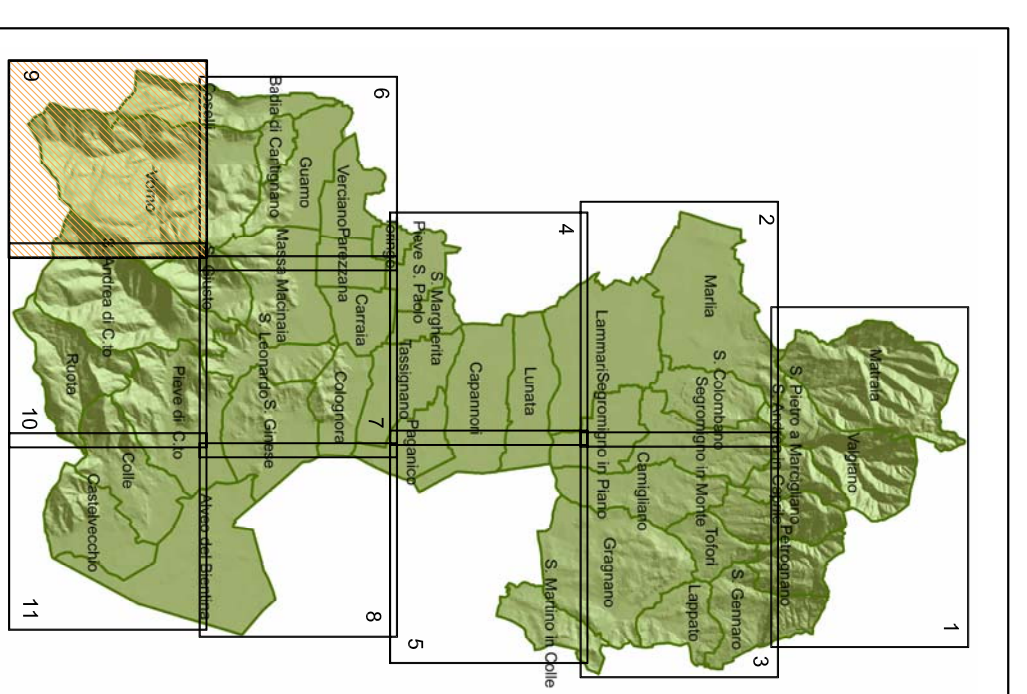 1
Matraia
Valgiano
S. Pietro a Marcigliano
Petrognano
S. Andrea in Caprile
2
Marlia
S. Colombano
Segromigno in Monte
Tofori
S. Gennaro
Lappato
3
Camigliano
Lammari
Segromigno in Piano
Gragnano
4
S. Martino in Colle
Lunata
Capannori
5
S. Margherita
Pieve S. Paolo
Tassignano
Paganico
Toringo
6
7
8
Carraia
Verciano
Parezzana
Colognora
Guamo
Massa Macinaia
Badia di Cantignano
S. Leonardo
S. Ginese
Coselli
S. Giusto
Alveo del Bientina
Pieve di C.to
Vorno
Colle
S. Andrea di C.to
Castelvecchio
Ruota
9
10
11